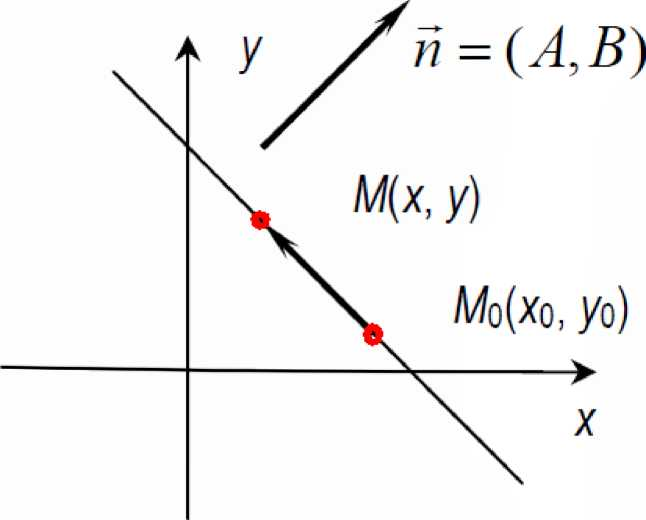 y
n⃗ = (A, B)
M(x, y)
M₀(x₀, y₀)
x